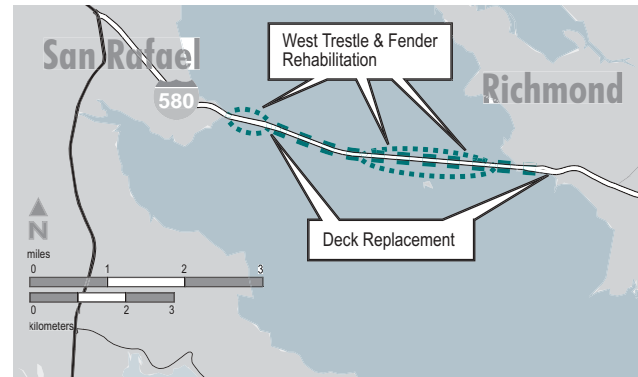 San Rafael
580
West Trestle & Fender
Rehabilitation
Richmond
Deck Replacement
N
miles
0 1 2 3
0 1 2 3
kilometers